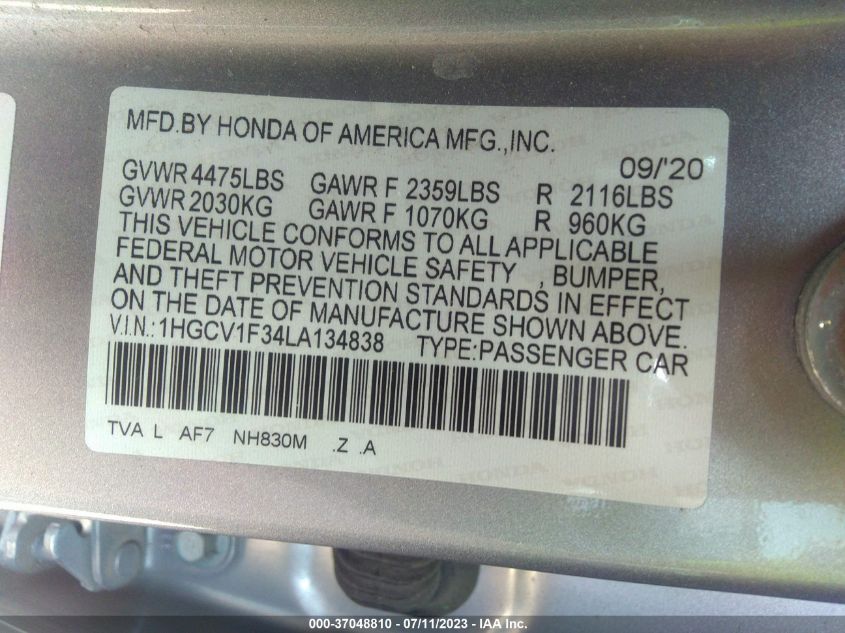 MFD.BY HONDA OF AMERICA MFG.,INC.
09/'20
GVWR 4475LBS GAWR F 2359LBS R 2116LBS
GVWR 2030KG GAWR F 1070KG R 960KG
THIS VEHICLE CONFORMS TO ALL APPLICABLE
FEDERAL MOTOR VEHICLE SAFETY , BUMPER,
AND THEFT PREVENTION STANDARDS IN EFFECT
ON THE DATE OF MANUFACTURE SHOWN ABOVE.
V.I.N.:1HGCV1F34LA134838 TYPE:PASSENGER CAR
TVA L AF7 NH830M .Z .A
000-37048810 - 07/11/2023 - IAA Inc.